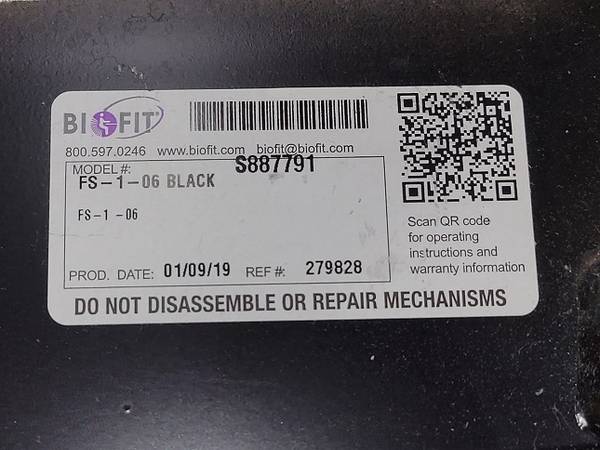 BIOFIT
800.597.0246 www.biofit.com biofit@biofit.com
S887791
MODEL #:
FS-1-06 BLACK
FS-1 -06
PROD. DATE: 01/09/19 REF #: 279828
Scan QR code
for operating
instructions and
warranty information
DO NOT DISASSEMBLE OR REPAIR MECHANISMS